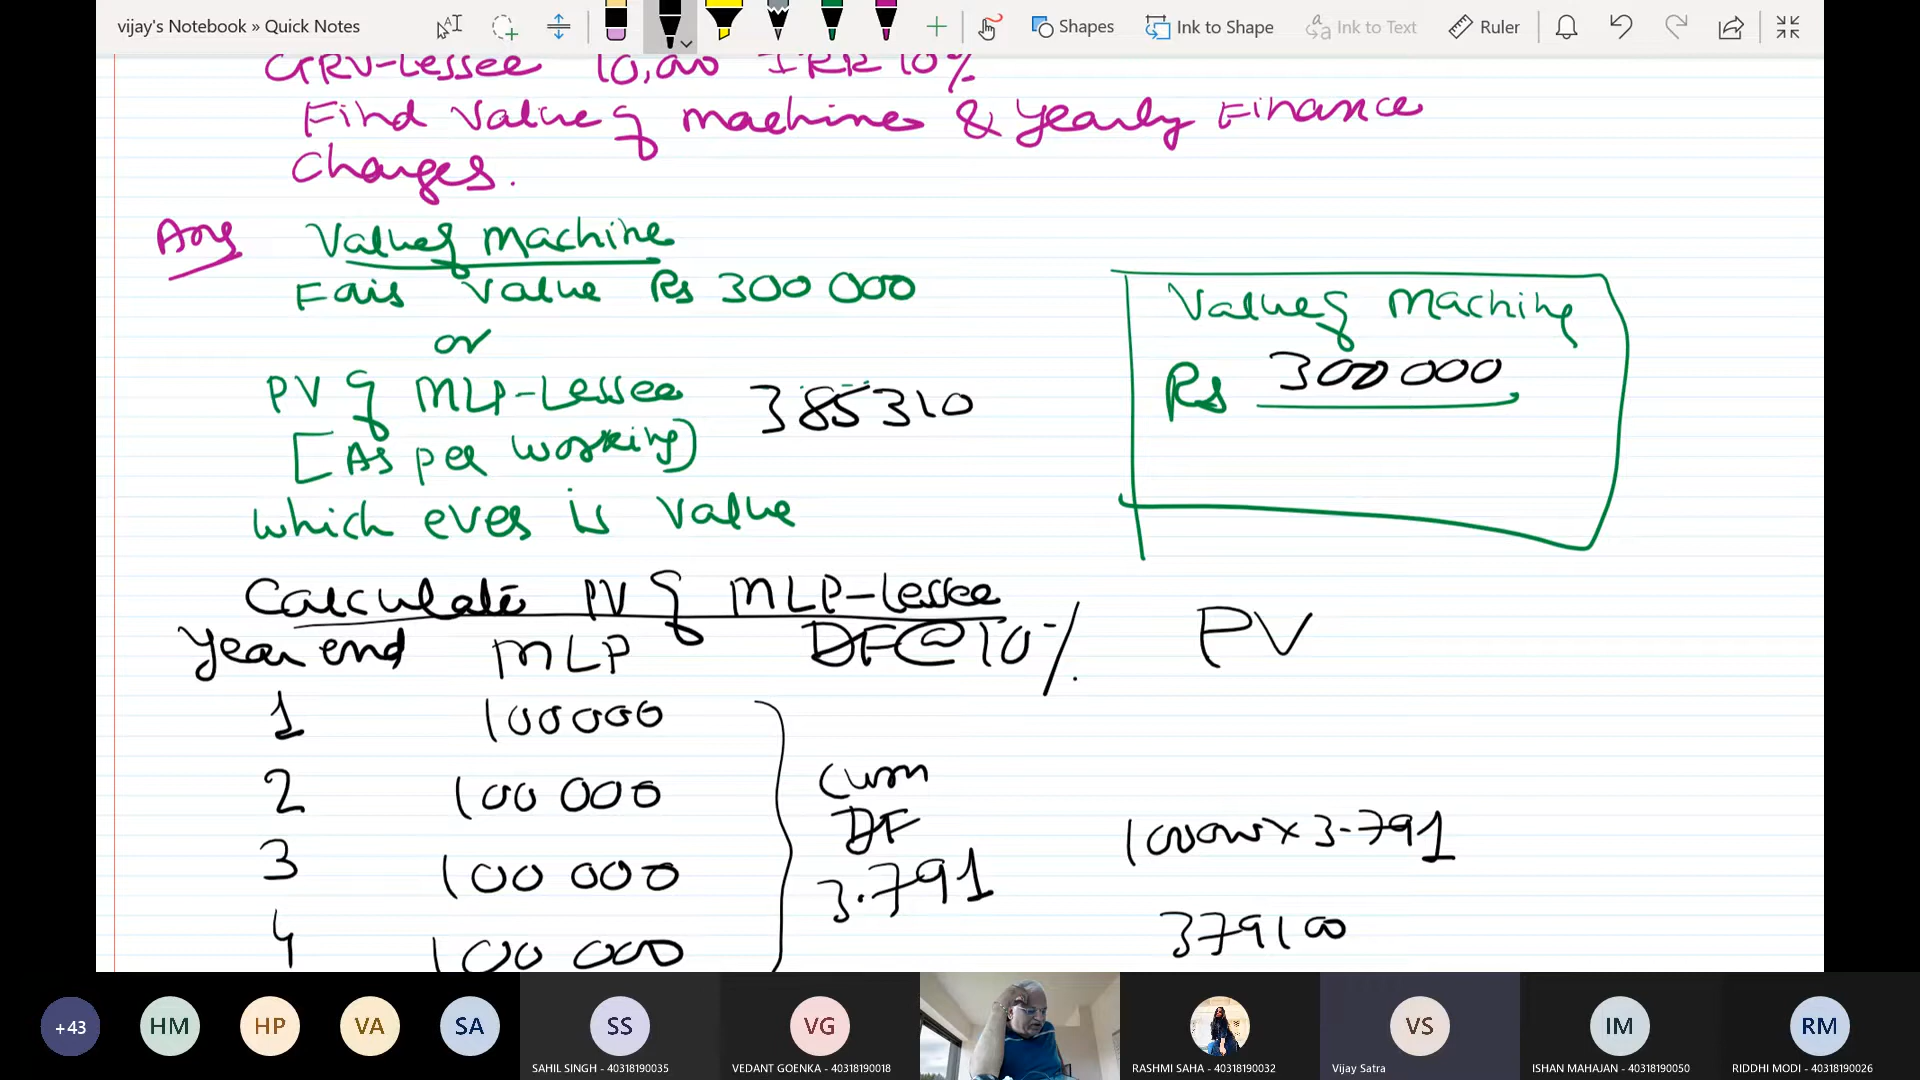 vijay's Notebook » Quick Notes
Shapes
Ink to Shape
Ink to Text
Ruler
GRV-Lessee 10,000 IRR 10%
Find Value of machines & yearly Finance
Charges.
Ans
Value of machine
Fair Value Rs 300 000
or
PV of MLP-Lessee 385310
[As per working]
which ever is value
Value of Machine
Rs 300 000
Calculate PV of MLP-Lessee
Year end MLP DF@10% PV
1 100000
2 100 000
3 100 000
4 100 000
Cum
DF
3.791
100000 x 3.791
379100
+43
HM
HP
VA
SA
SS
SAHIL SINGH - 40318190035
VG
VEDANT GOENKA - 40318190018
RASHMI SAHA - 40318190032
VS
Vijay Satra
IM
ISHAN MAHAJAN - 40318190050
RM
RIDDHI MODI - 40318190026